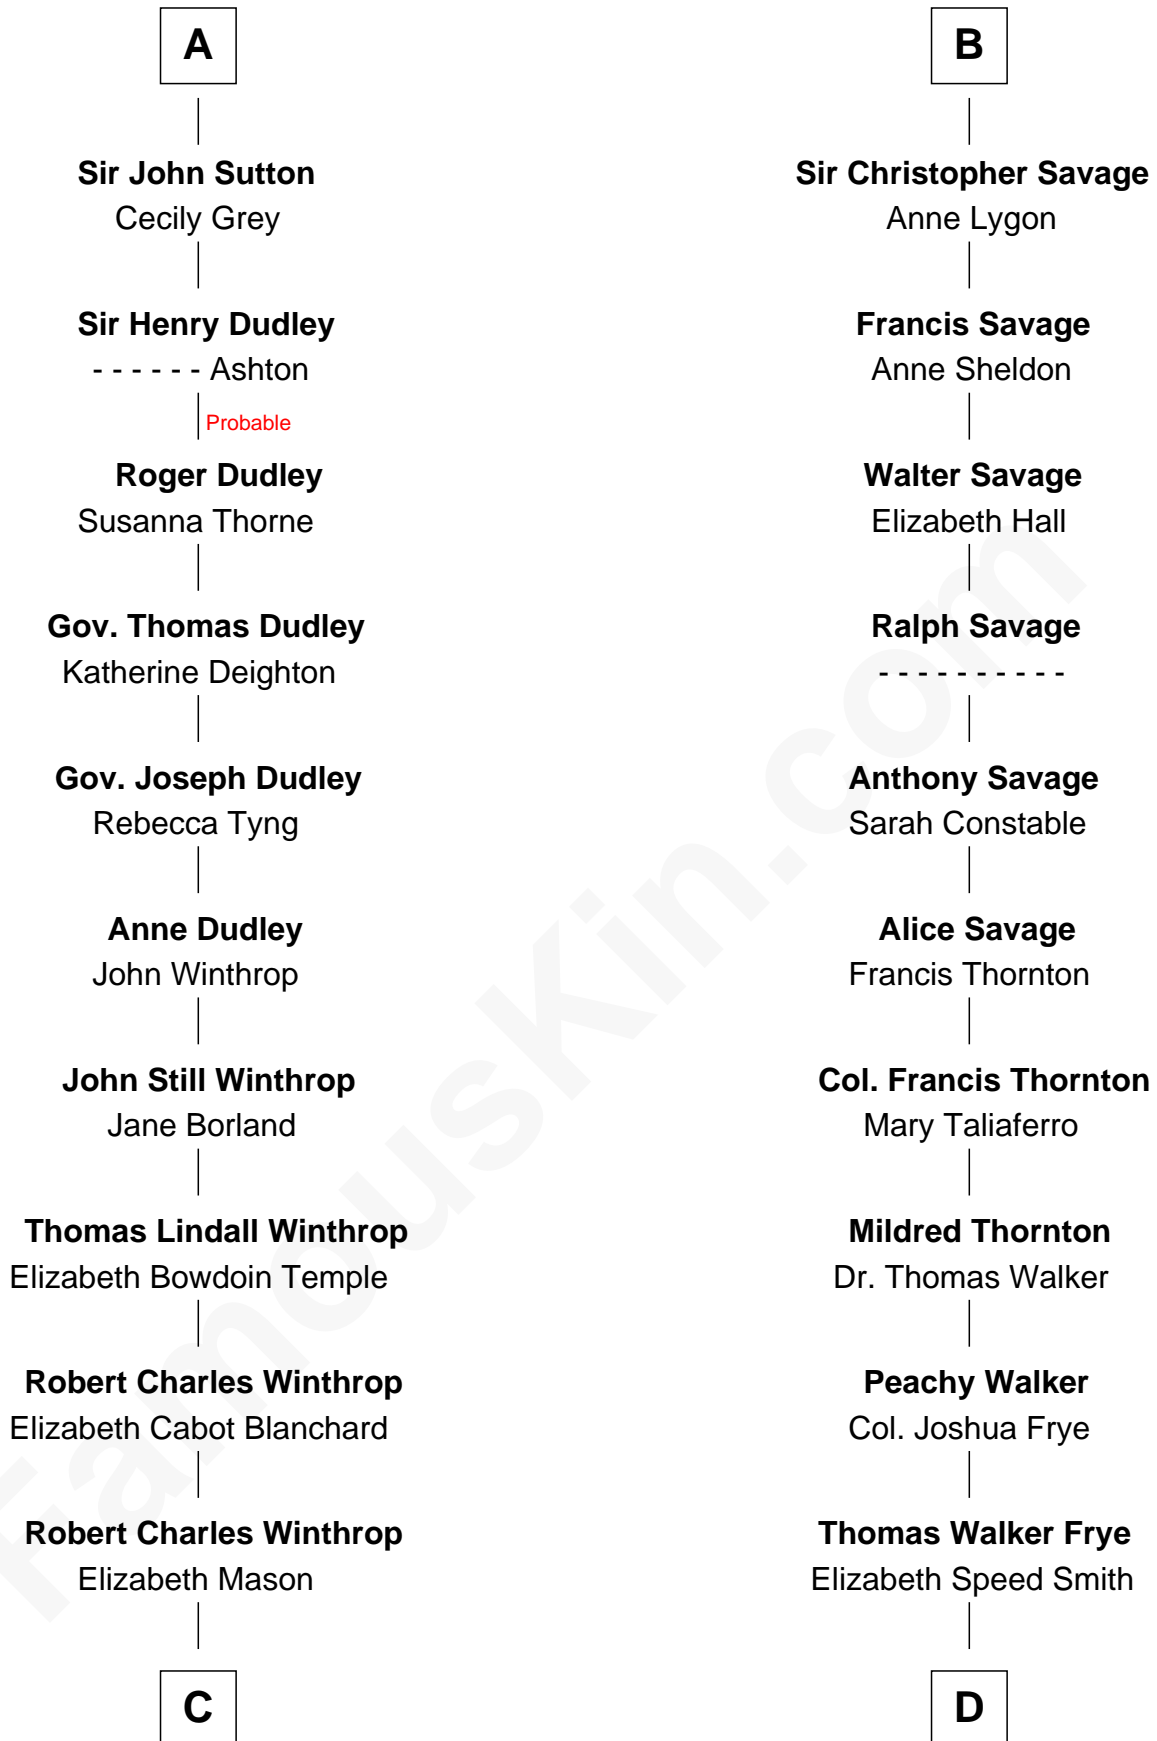 A
Sir John Sutton
Cecily Grey
Sir Henry Dudley
- - - - - - Ashton
Probable
Roger Dudley
Susanna Thorne
Gov. Thomas Dudley
Katherine Deighton
Gov. Joseph Dudley
Rebecca Tyng
Anne Dudley
John Winthrop
John Still Winthrop
Jane Borland
Thomas Lindall Winthrop
Elizabeth Bowdoin Temple
Robert Charles Winthrop
Elizabeth Cabot Blanchard
Robert Charles Winthrop
Elizabeth Mason
C
B
Sir Christopher Savage
Anne Lygon
Francis Savage
Anne Sheldon
Walter Savage
Elizabeth Hall
Ralph Savage
- - - - - - - - - -
Anthony Savage
Sarah Constable
Alice Savage
Francis Thornton
Col. Francis Thornton
Mary Taliaferro
Mildred Thornton
Dr. Thomas Walker
Peachy Walker
Col. Joshua Frye
Thomas Walker Frye
Elizabeth Speed Smith
D
FamousKin.com